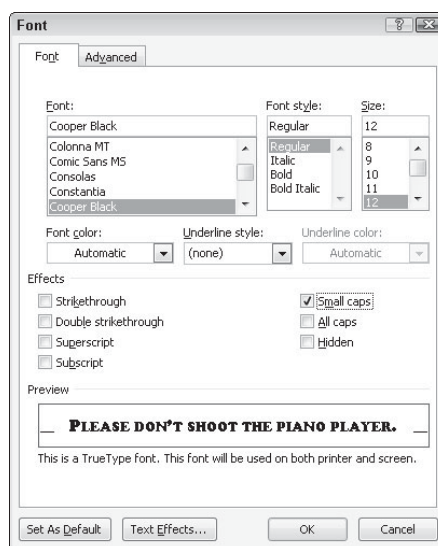 Font
Font Advanced
Font: Font style: Size:
Cooper Black Regular 12
Colonna MT Regular 8
Comic Sans MS Italic 9
Consolas Bold 10
Constantia Bold Italic 11
Cooper Black 12
Font color: Underline style: Underline color:
Automatic (none) Automatic
Effects
Strikethrough Small caps
Double strikethrough All caps
Superscript Hidden
Subscript
Preview
PLEASE DON'T SHOOT THE PIANO PLAYER.
This is a TrueType font. This font will be used on both printer and screen.
Set As Default Text Effects... OK Cancel